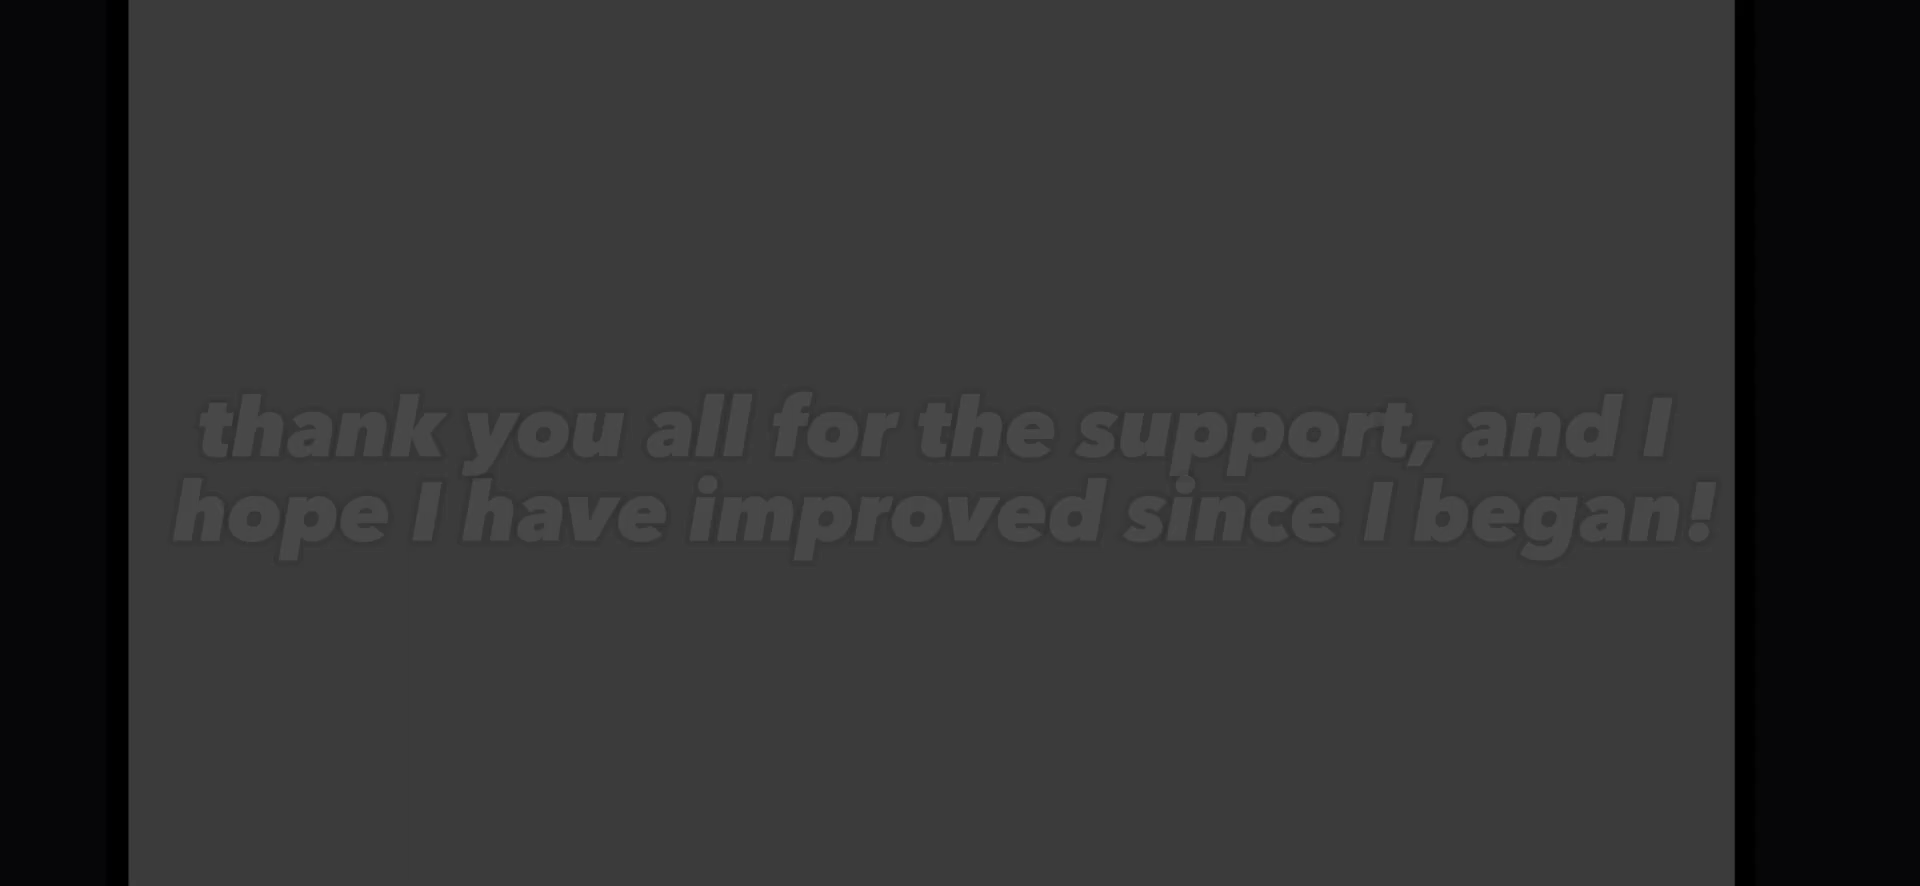 thank you all for the support, and I
hope I have improved since I began!